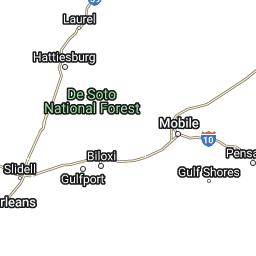 Laurel
Hattiesburg
De Soto
National Forest
Mobile
10
Pensa
Biloxi
Slidell
Gulfport
Gulf Shores
rleans